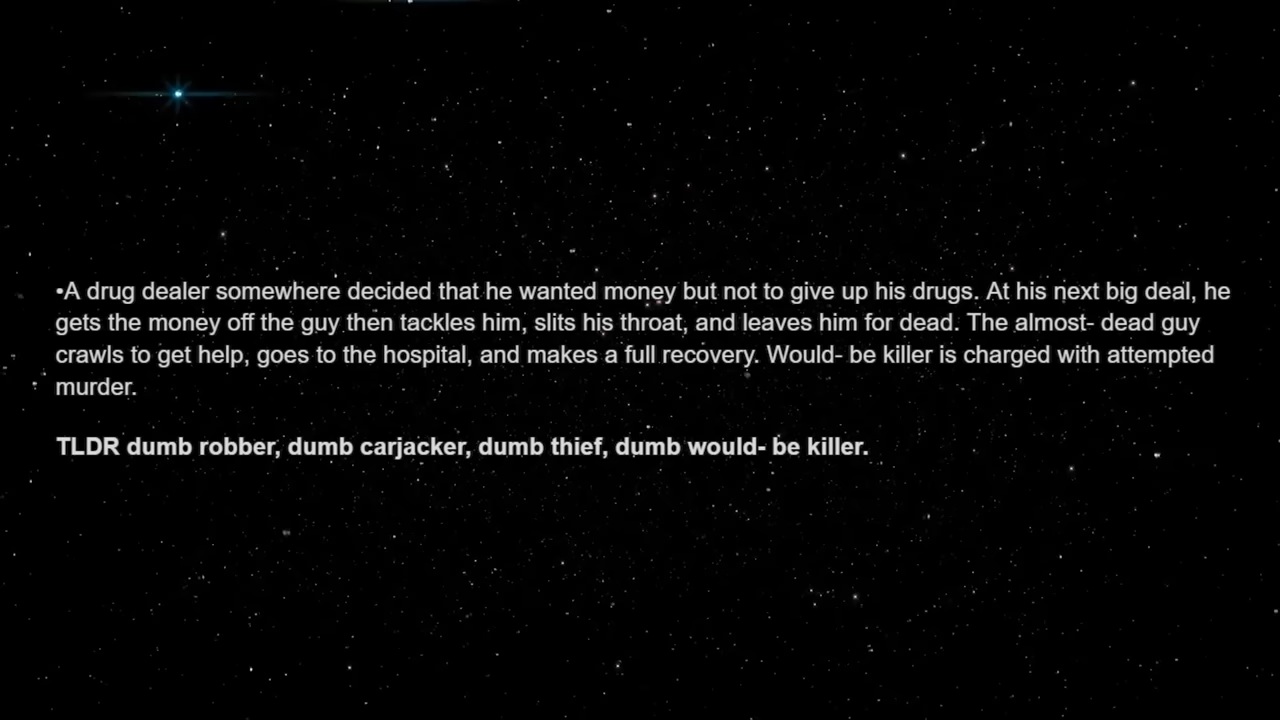 •A drug dealer somewhere decided that he wanted money but not to give up his drugs. At his next big deal, he
gets the money off the guy then tackles him, slits his throat, and leaves him for dead. The almost- dead guy
crawls to get help, goes to the hospital, and makes a full recovery. Would- be killer is charged with attempted
murder.
TLDR dumb robber, dumb carjacker, dumb thief, dumb would- be killer.